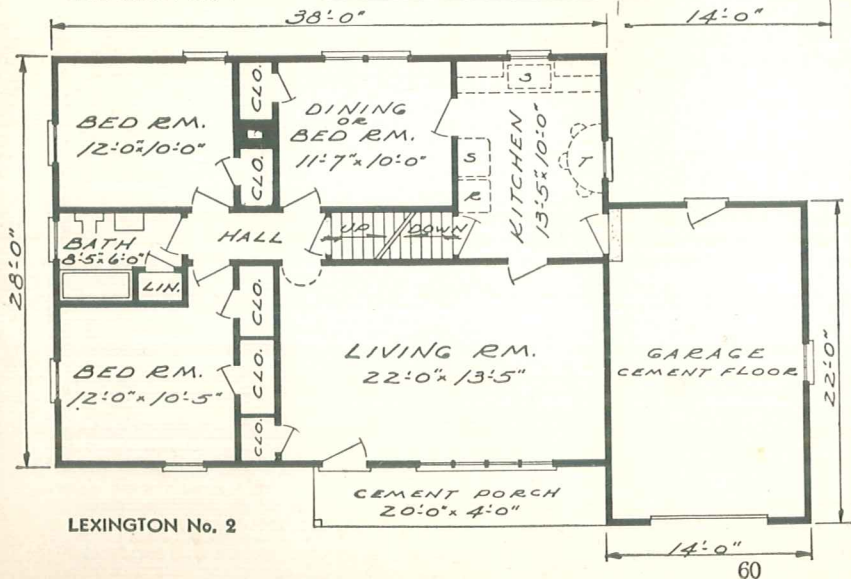 38'-0"
14'-0"
BED RM.
12'-0" x 10'-0"
CLO.
CLO.
DINING
OR
BED RM.
11'-7" x 10'-0"
S
S
R
KITCHEN
13'-5" x 10'-0"
T
28'-0"
BATH
8'-5" x 6'-0"
LIN.
HALL
UP
DOWN
CLO.
CLO.
CLO.
BED RM.
12'-0" x 10'-5"
LIVING RM.
22'-0" x 13'-5"
GARAGE
CEMENT FLOOR
22'-0"
CEMENT PORCH
20'-0" x 4'-0"
LEXINGTON No. 2
14'-0"
60